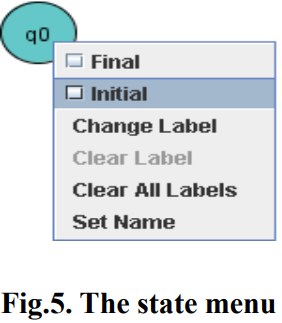 q0
Final
Initial
Change Label
Clear Label
Clear All Labels
Set Name
Fig.5. The state menu